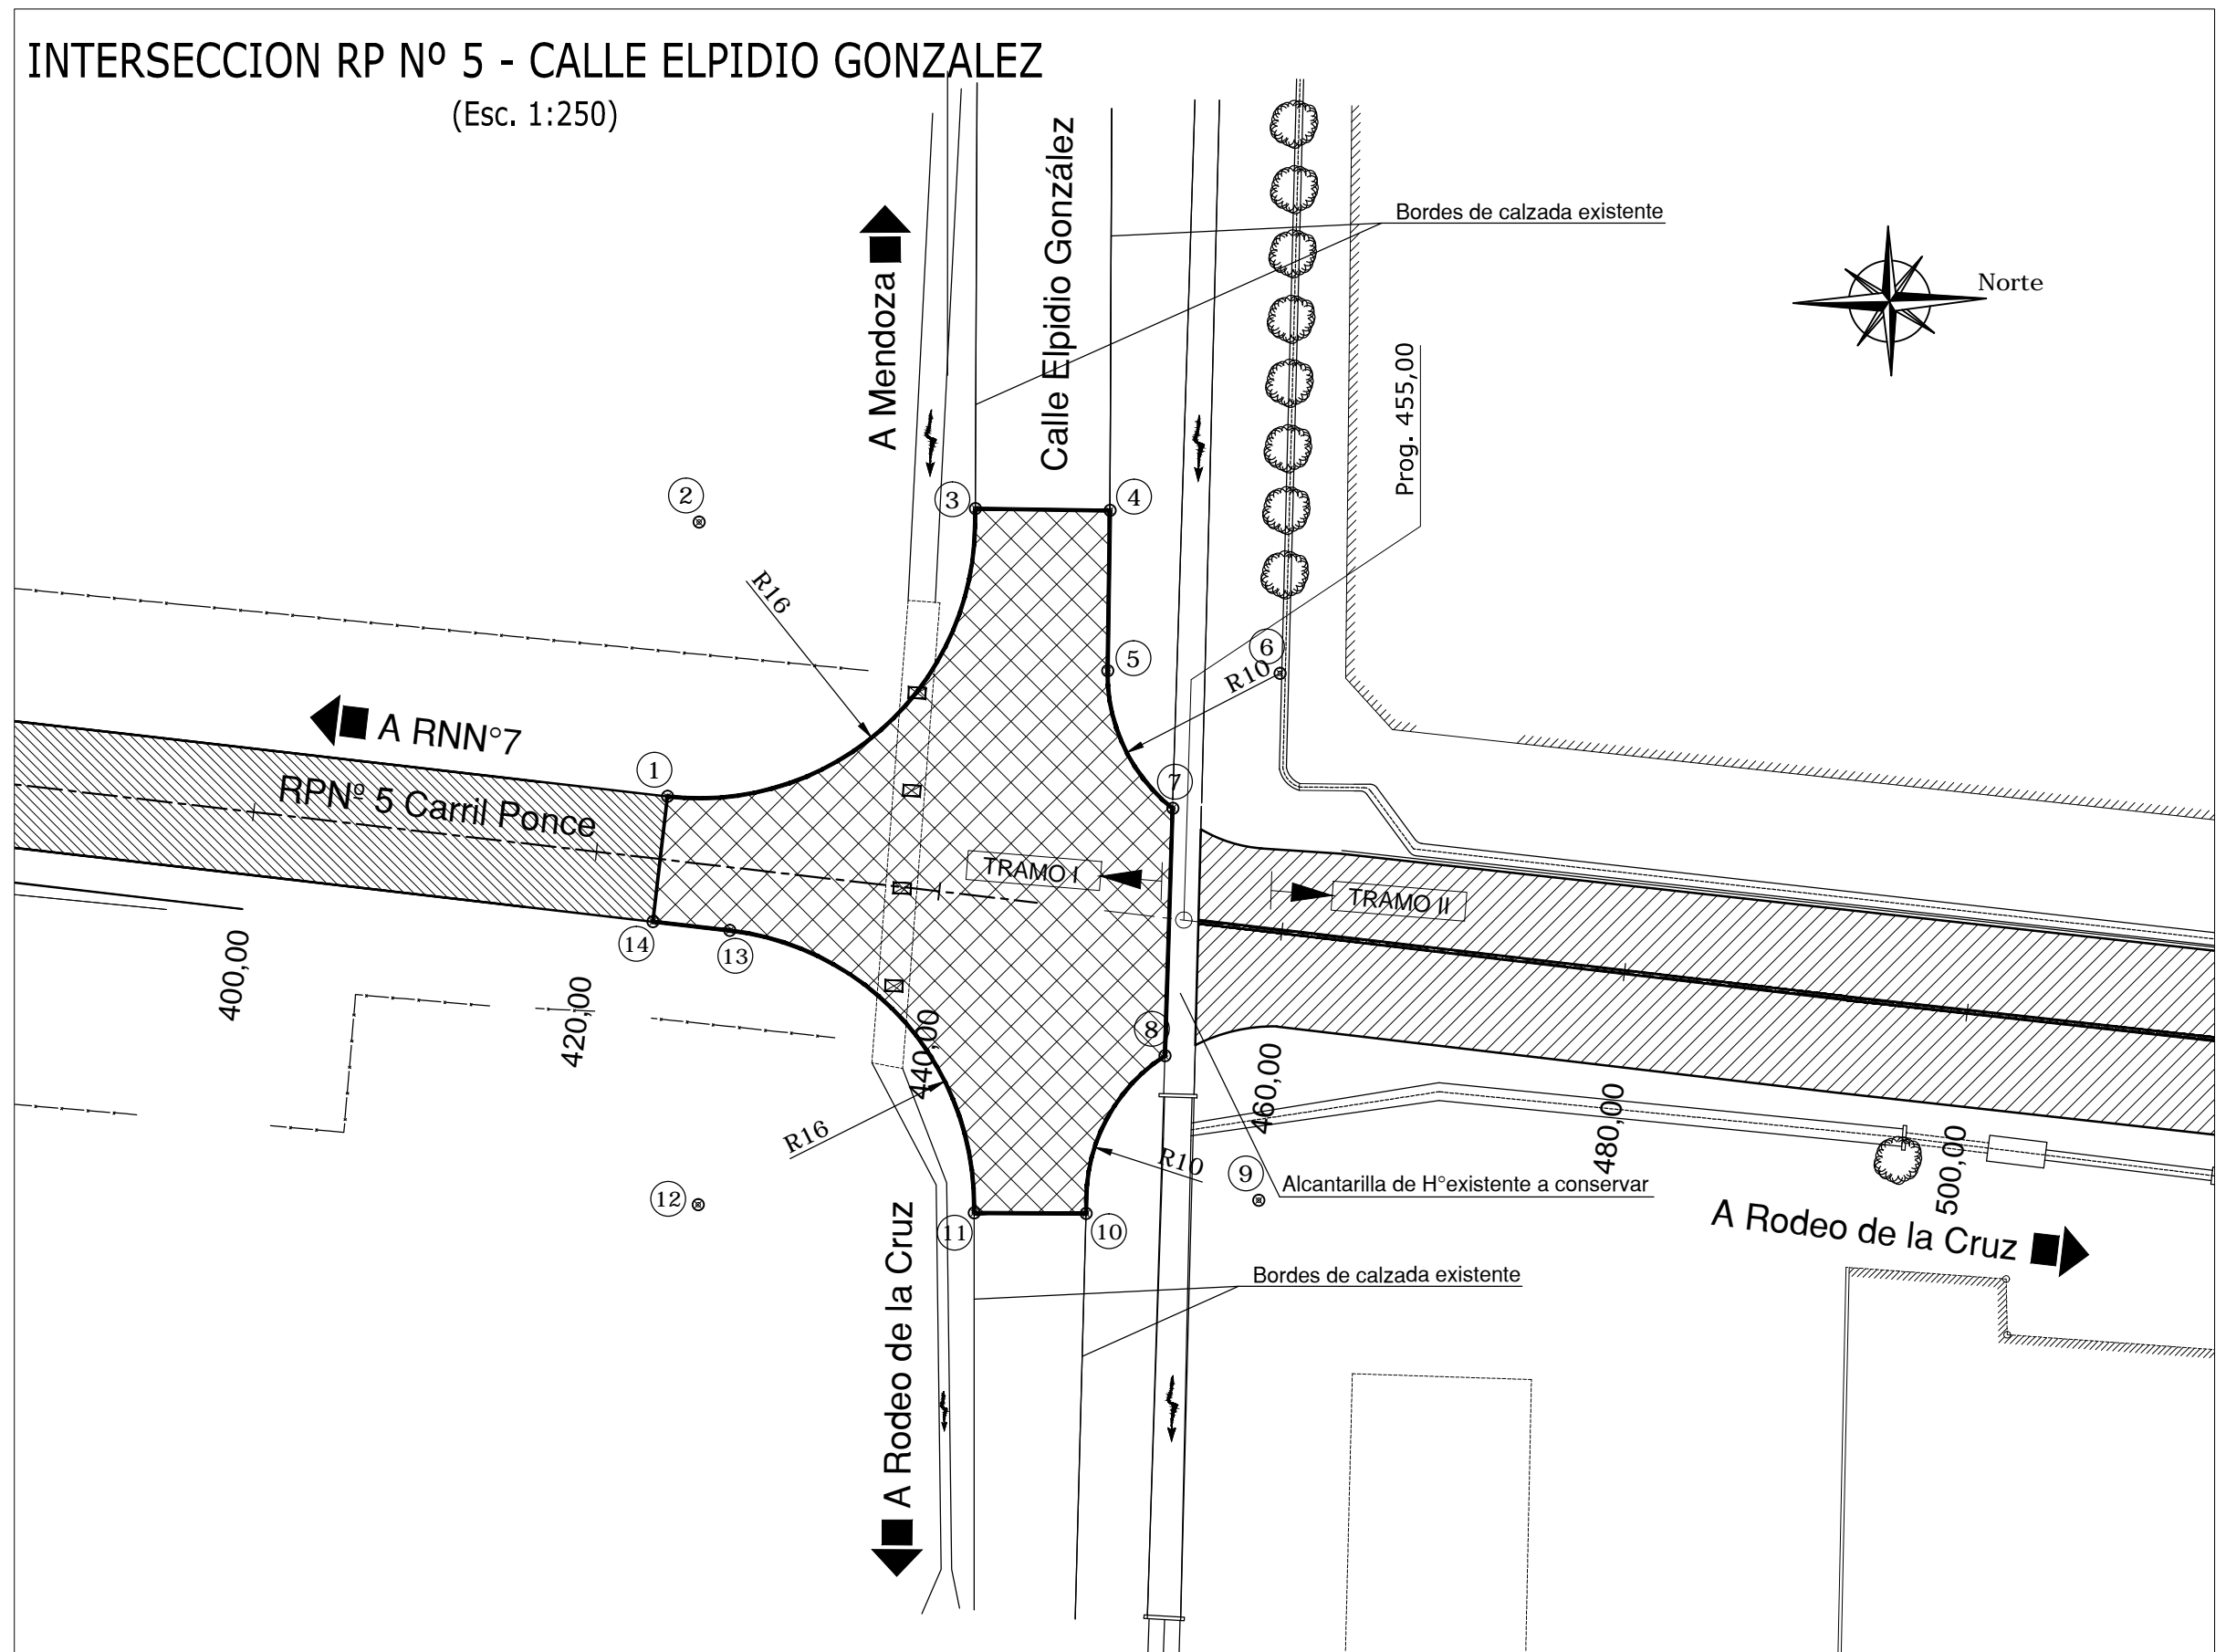 INTERSECCION RP Nº 5 - CALLE ELPIDIO GONZALEZ
(Esc. 1:250)
A Mendoza
Calle Elpidio González
Bordes de calzada existente
Norte
Prog. 455,00
2
3
4
R16
5
6
R10
A RNN°7
1
7
RPNº 5 Carril Ponce
TRAMO I
TRAMO II
14
13
400,00
420,00
440,00
8
460,00
480,00
500,00
R16
R10
12
9
Alcantarilla de H°existente a conservar
11
10
A Rodeo de la Cruz
A Rodeo de la Cruz
Bordes de calzada existente